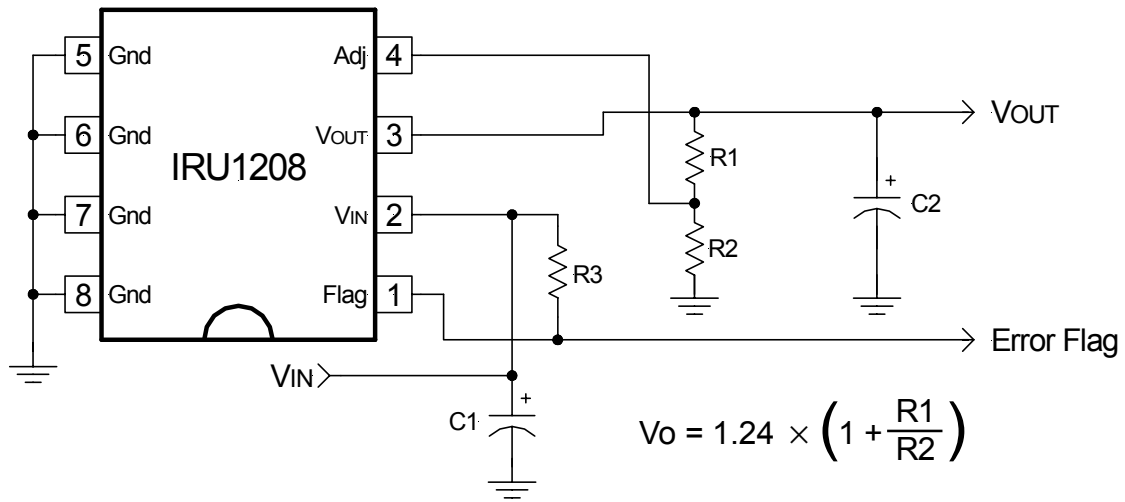 5 Gnd Adj 4
VOUT
6 Gnd VOUT 3
R1
IRU1208
7 Gnd VIN 2
C2
+
R2
R3
8 Gnd Flag 1
Error Flag
VIN
+
C1
Vo = 1.24 × (1 + R1/R2)